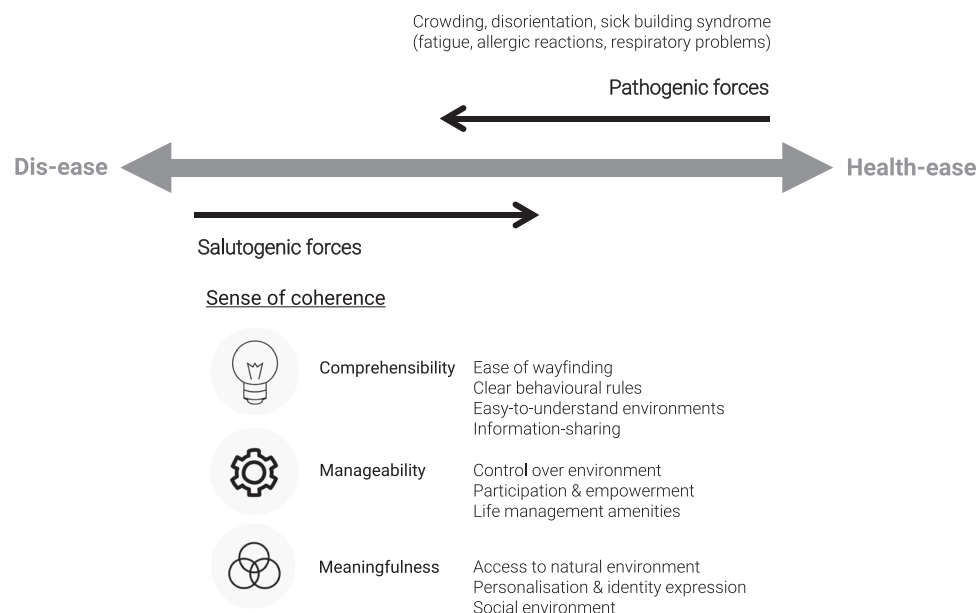 Crowding, disorientation, sick building syndrome
(fatigue, allergic reactions, respiratory problems)
Pathogenic forces
Dis-ease
Health-ease
Salutogenic forces
Sense of coherence
Comprehensibility
Ease of wayfinding
Clear behavioural rules
Easy-to-understand environments
Information-sharing
Manageability
Control over environment
Participation & empowerment
Life management amenities
Meaningfulness
Access to natural environment
Personalisation & identity expression
Social environment